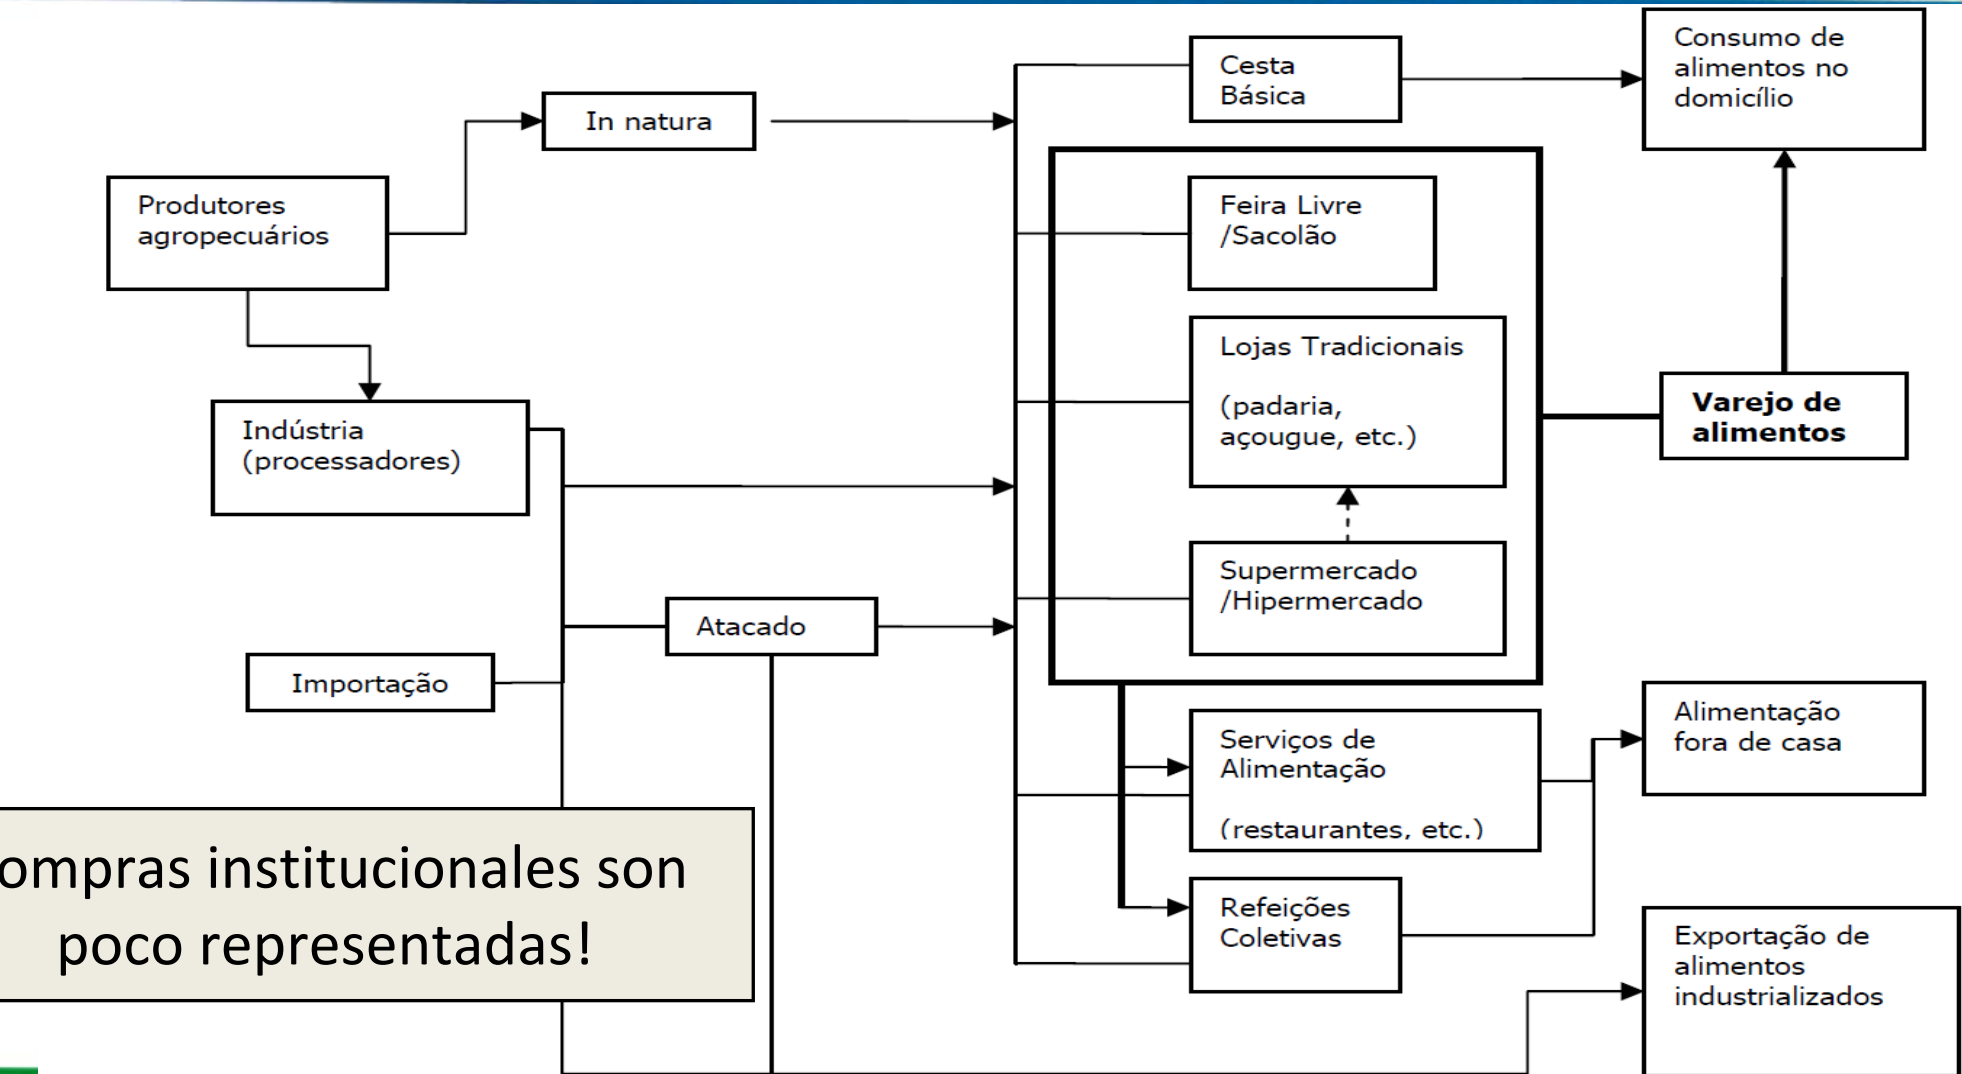 Consumo de
alimentos no
domicílio
Cesta
Básica
In natura
Produtores
agropecuários
Feira Livre
/Sacolão
Lojas Tradicionais
(padaria,
açougue, etc.)
Varejo de
alimentos
Indústria
(processadores)
Supermercado
/Hipermercado
Atacado
Importação
Serviços de
Alimentação
(restaurantes, etc.)
Alimentação
fora de casa
ompras institucionales son
poco representadas!
Refeições
Coletivas
Exportação de
alimentos
industrializados